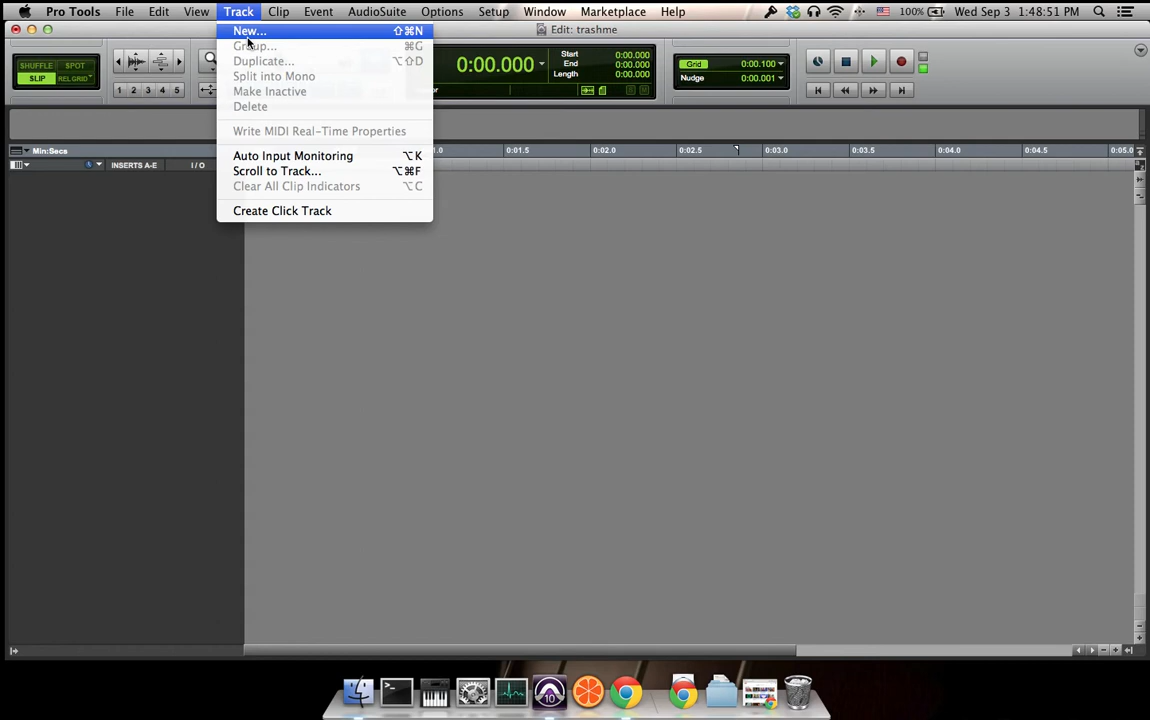 Pro Tools File Edit View Track Clip Event AudioSuite Options Setup Window Marketplace Help 100% Wed Sep 3 1:48:51 PM
Edit: trashme
New... ⇧⌘N
Group... ⌘G
Duplicate... ⌥⇧D
Split into Mono
Make Inactive
Delete
Write MIDI Real-Time Properties
Auto Input Monitoring ⌥K
Scroll to Track... ⌥⌘F
Clear All Clip Indicators ⌥C
Create Click Track
SHUFFLE SPOT
SLIP REL GRID
1 2 3 4 5
0:00.000
Start 0:00.000
End 0:00.000
Length 0:00.000
Grid 0:00.100
Nudge 0:00.001
Min:Secs
0:01.5 0:02.0 0:02.5 0:03.0 0:03.5 0:04.0 0:04.5 0:05.0
INSERTS A-E I / O
10